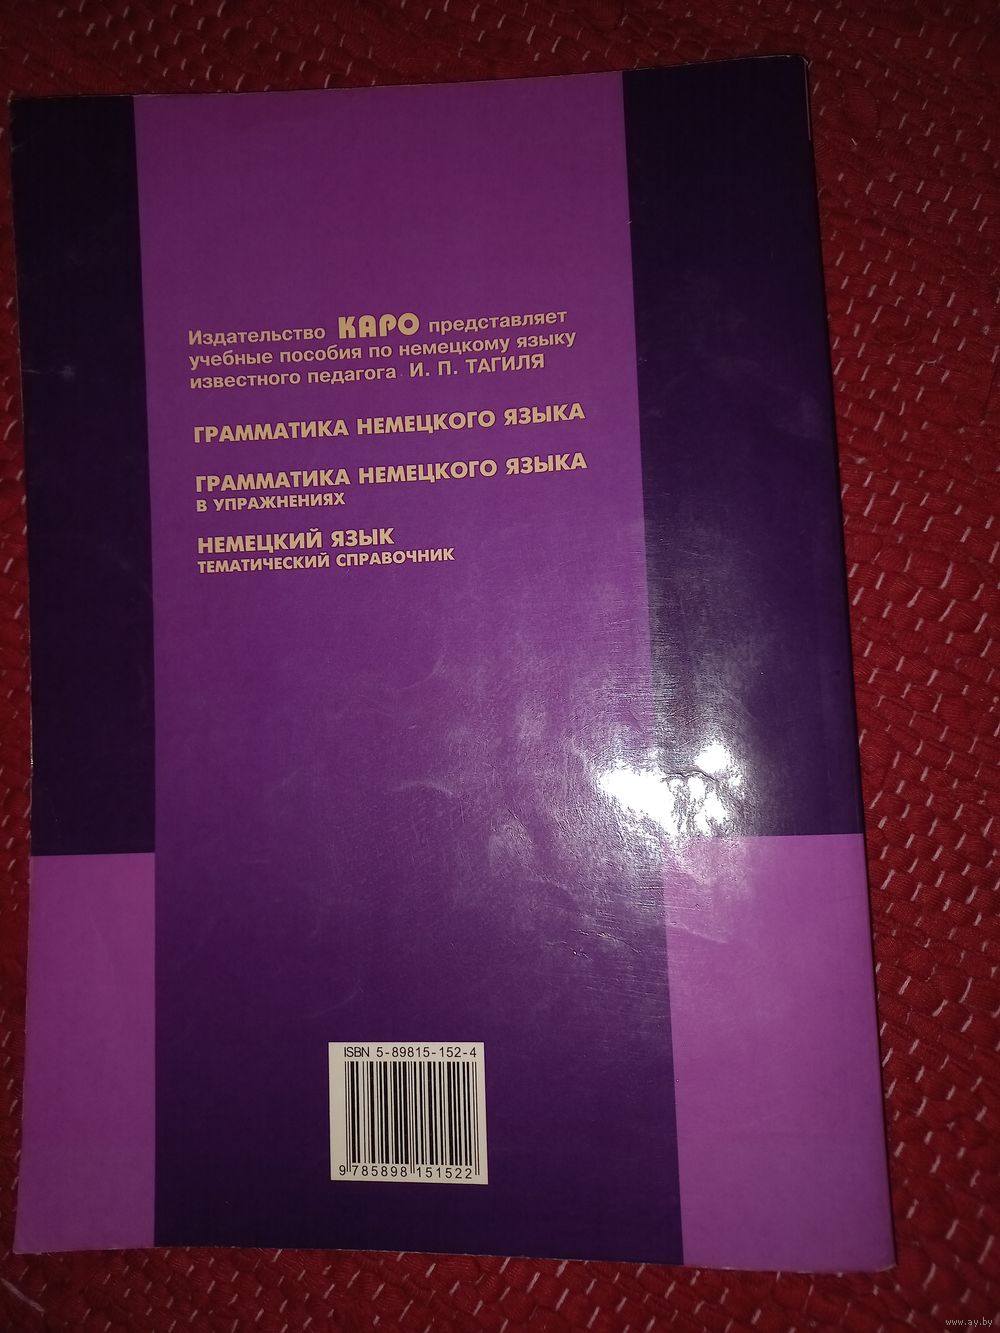 Издательство КАРО представляет
учебные пособия по немецкому языку
известного педагога И. П. ТАГИЛЯ
ГРАММАТИКА НЕМЕЦКОГО ЯЗЫКА
ГРАММАТИКА НЕМЕЦКОГО ЯЗЫКА
В УПРАЖНЕНИЯХ
НЕМЕЦКИЙ ЯЗЫК
ТЕМАТИЧЕСКИЙ СПРАВОЧНИК
ISBN 5-89815-152-4
9 785898 151522
www.ay.by